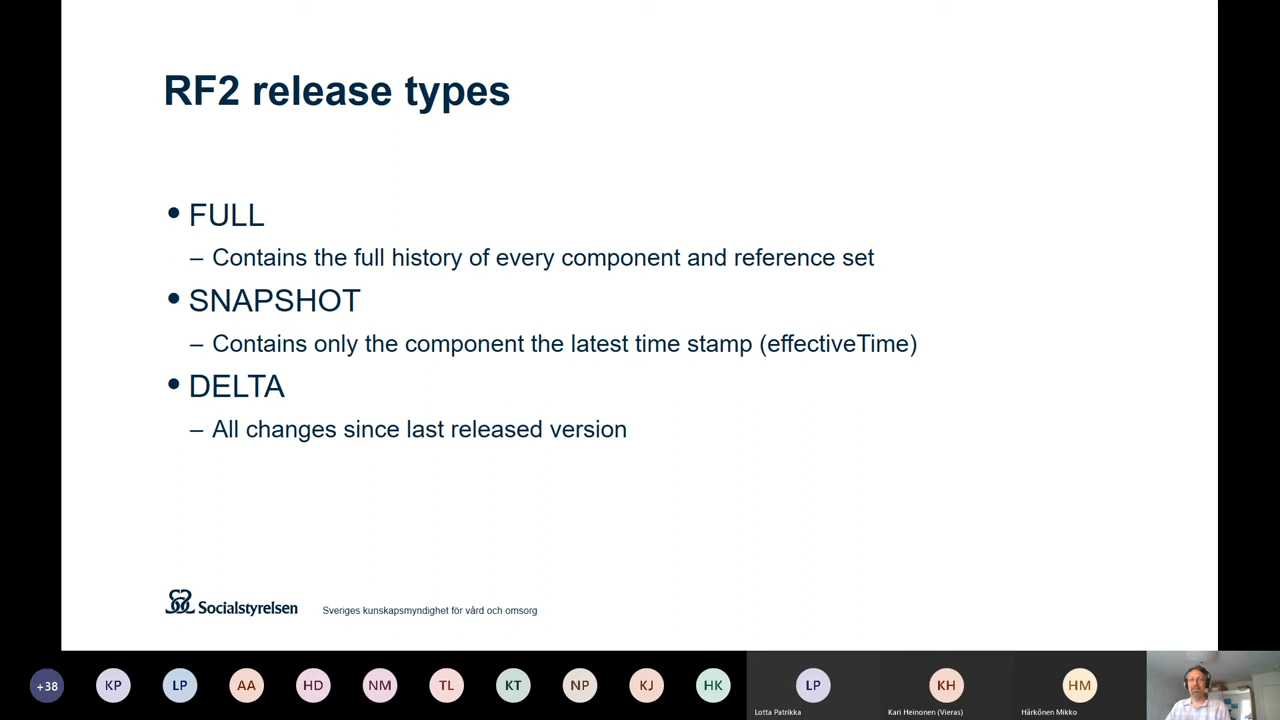 RF2 release types
• FULL
– Contains the full history of every component and reference set
• SNAPSHOT
– Contains only the component the latest time stamp (effectiveTime)
• DELTA
– All changes since last released version
Socialstyrelsen
Sveriges kunskapsmyndighet för vård och omsorg
+38
KP
LP
AA
HD
NM
TL
KT
NP
KJ
HK
LP
KH
HM
Lotta Patrikka
Kari Heinonen (Vieras)
Härkönen Mikko